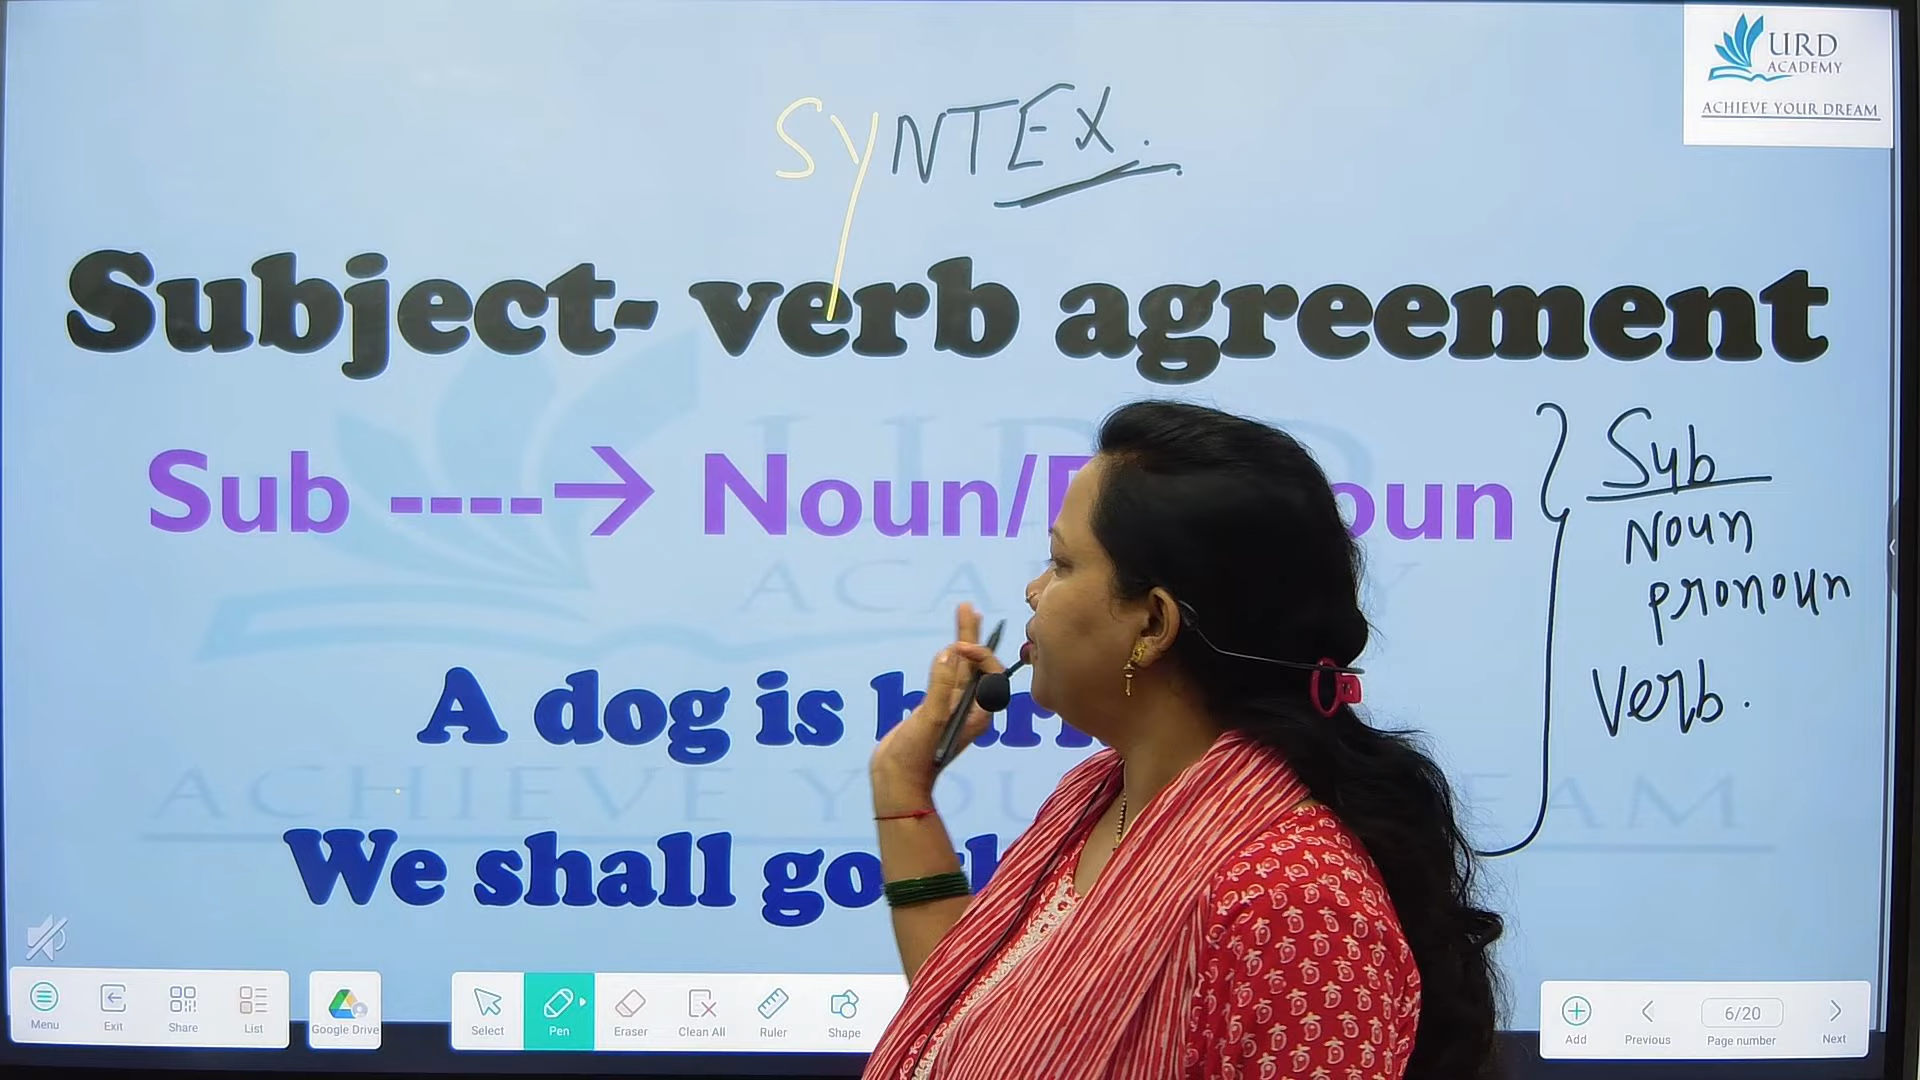 URD
ACADEMY
ACHIEVE YOUR DREAM
SYNTEX.
Subject- verb agreement
Sub ----→ Noun/ oun
Sub
Noun
pronoun
Verb.
A dog is
We shall go
ACHIEVE
Menu
Exit
Share
List
Google Drive
Select
Pen
Eraser
Clean All
Ruler
Shape
Add
Previous
6/20
Page number
Next